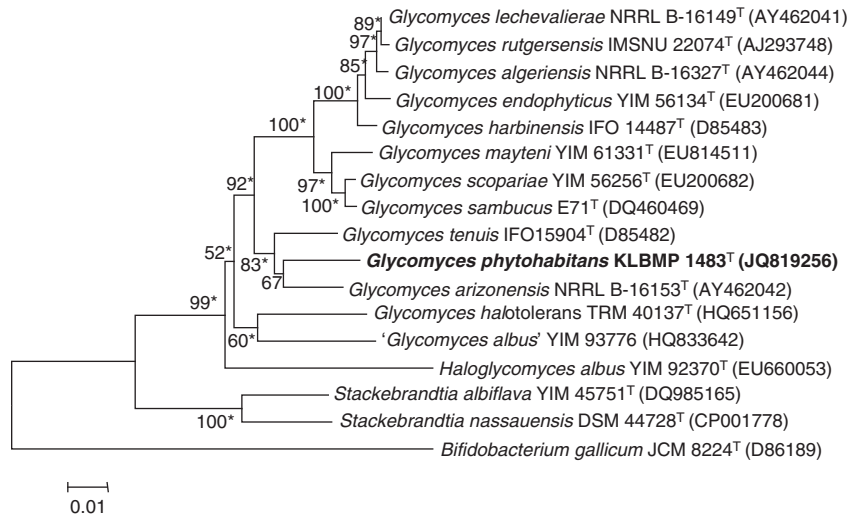 Glycomyces lechevalierae NRRL B-16149T (AY462041)
89*
Glycomyces rutgersensis IMSNU 22074T (AJ293748)
97*
Glycomyces algeriensis NRRL B-16327T (AY462044)
85*
Glycomyces endophyticus YIM 56134T (EU200681)
100*
Glycomyces harbinensis IFO 14487T (D85483)
100*
Glycomyces mayteni YIM 61331T (EU814511)
97*
Glycomyces scopariae YIM 56256T (EU200682)
92*
100*
Glycomyces sambucus E71T (DQ460469)
Glycomyces tenuis IFO15904T (D85482)
52*
83*
Glycomyces phytohabitans KLBMP 1483T (JQ819256)
67
Glycomyces arizonensis NRRL B-16153T (AY462042)
99*
Glycomyces halotolerans TRM 40137T (HQ651156)
60*
‘Glycomyces albus’ YIM 93776 (HQ833642)
Haloglycomyces albus YIM 92370T (EU660053)
Stackebrandtia albiflava YIM 45751T (DQ985165)
100*
Stackebrandtia nassauensis DSM 44728T (CP001778)
Bifidobacterium gallicum JCM 8224T (D86189)
0.01